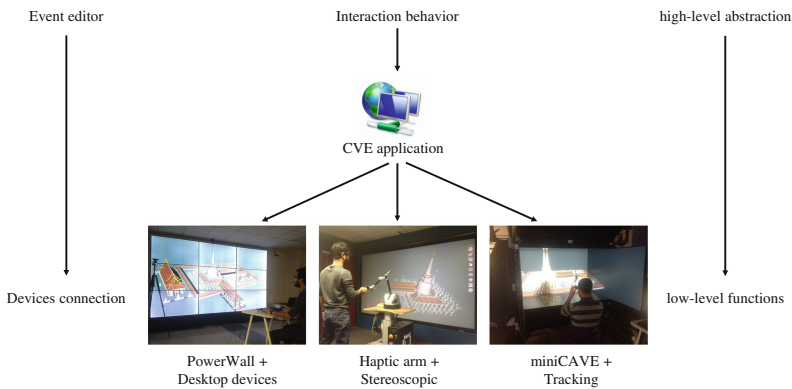 Event editor
Interaction behavior
high-level abstraction
CVE application
Devices connection
low-level functions
PowerWall +
Desktop devices
Haptic arm +
Stereoscopic
miniCAVE +
Tracking